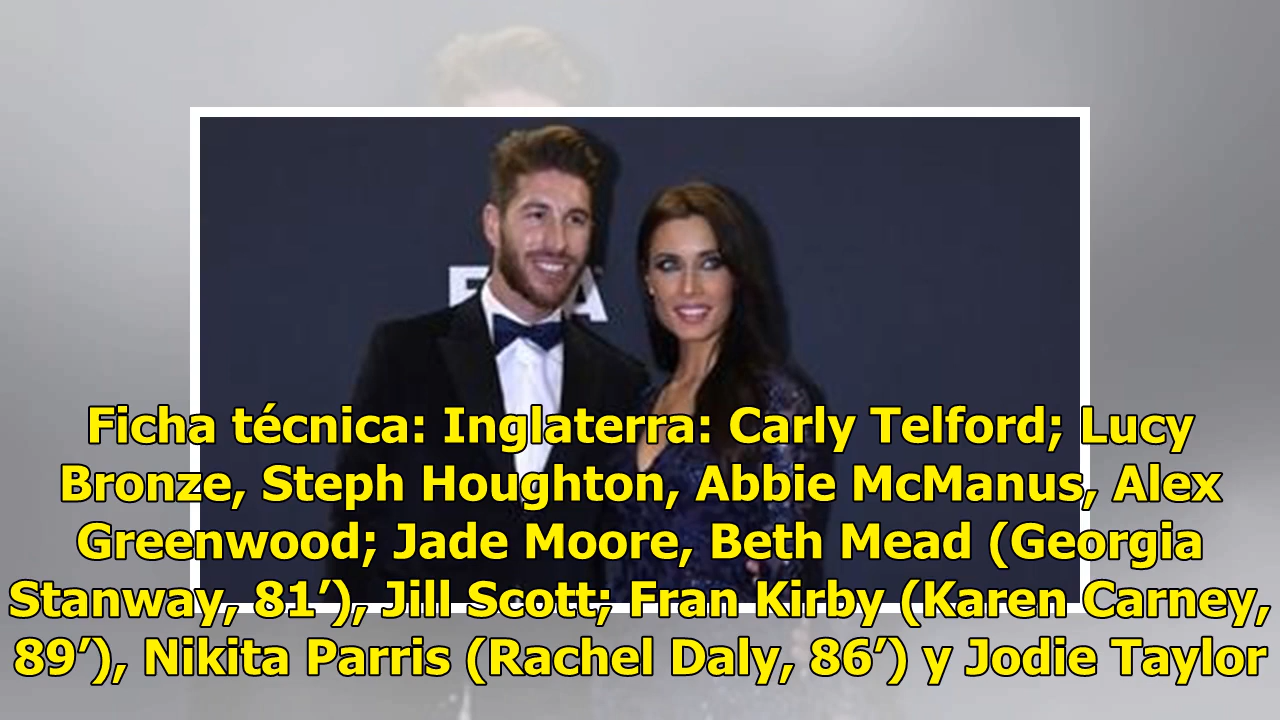 Ficha técnica: Inglaterra: Carly Telford; Lucy
Bronze, Steph Houghton, Abbie McManus, Alex
Greenwood; Jade Moore, Beth Mead (Georgia
Stanway, 81’), Jill Scott; Fran Kirby (Karen Carney,
89’), Nikita Parris (Rachel Daly, 86’) y Jodie Taylor